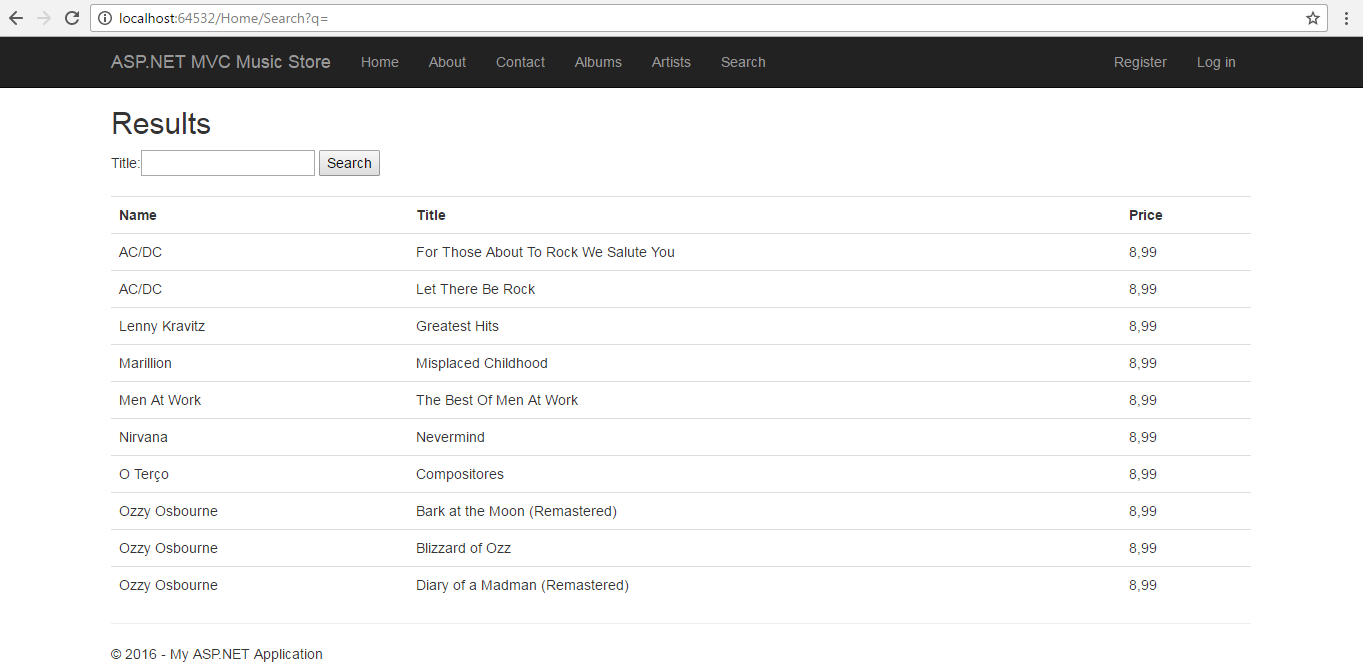 localhost:64532/Home/Search?q=
ASP.NET MVC Music Store Home About Contact Albums Artists Search Register Log in
Results
Title: Search
Name Title Price
AC/DC For Those About To Rock We Salute You 8,99
AC/DC Let There Be Rock 8,99
Lenny Kravitz Greatest Hits 8,99
Marillion Misplaced Childhood 8,99
Men At Work The Best Of Men At Work 8,99
Nirvana Nevermind 8,99
O Terço Compositores 8,99
Ozzy Osbourne Bark at the Moon (Remastered) 8,99
Ozzy Osbourne Blizzard of Ozz 8,99
Ozzy Osbourne Diary of a Madman (Remastered) 8,99
© 2016 - My ASP.NET Application